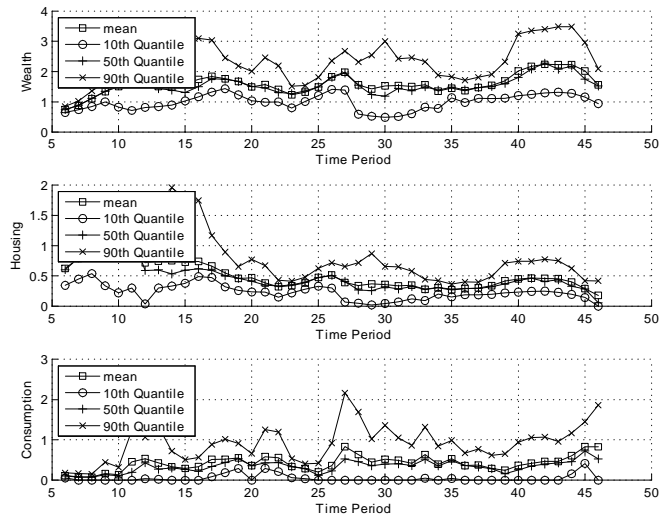 4
3
2
1
0
Wealth
mean
10th Quantile
50th Quantile
90th Quantile
5 10 15 20 25 30 35 40 45 50
Time Period
2
1.5
1
0.5
0
Housing
mean
10th Quantile
50th Quantile
90th Quantile
5 10 15 20 25 30 35 40 45 50
Time Period
3
2
1
0
Consumption
mean
10th Quantile
50th Quantile
90th Quantile
5 10 15 20 25 30 35 40 45 50
Time Period